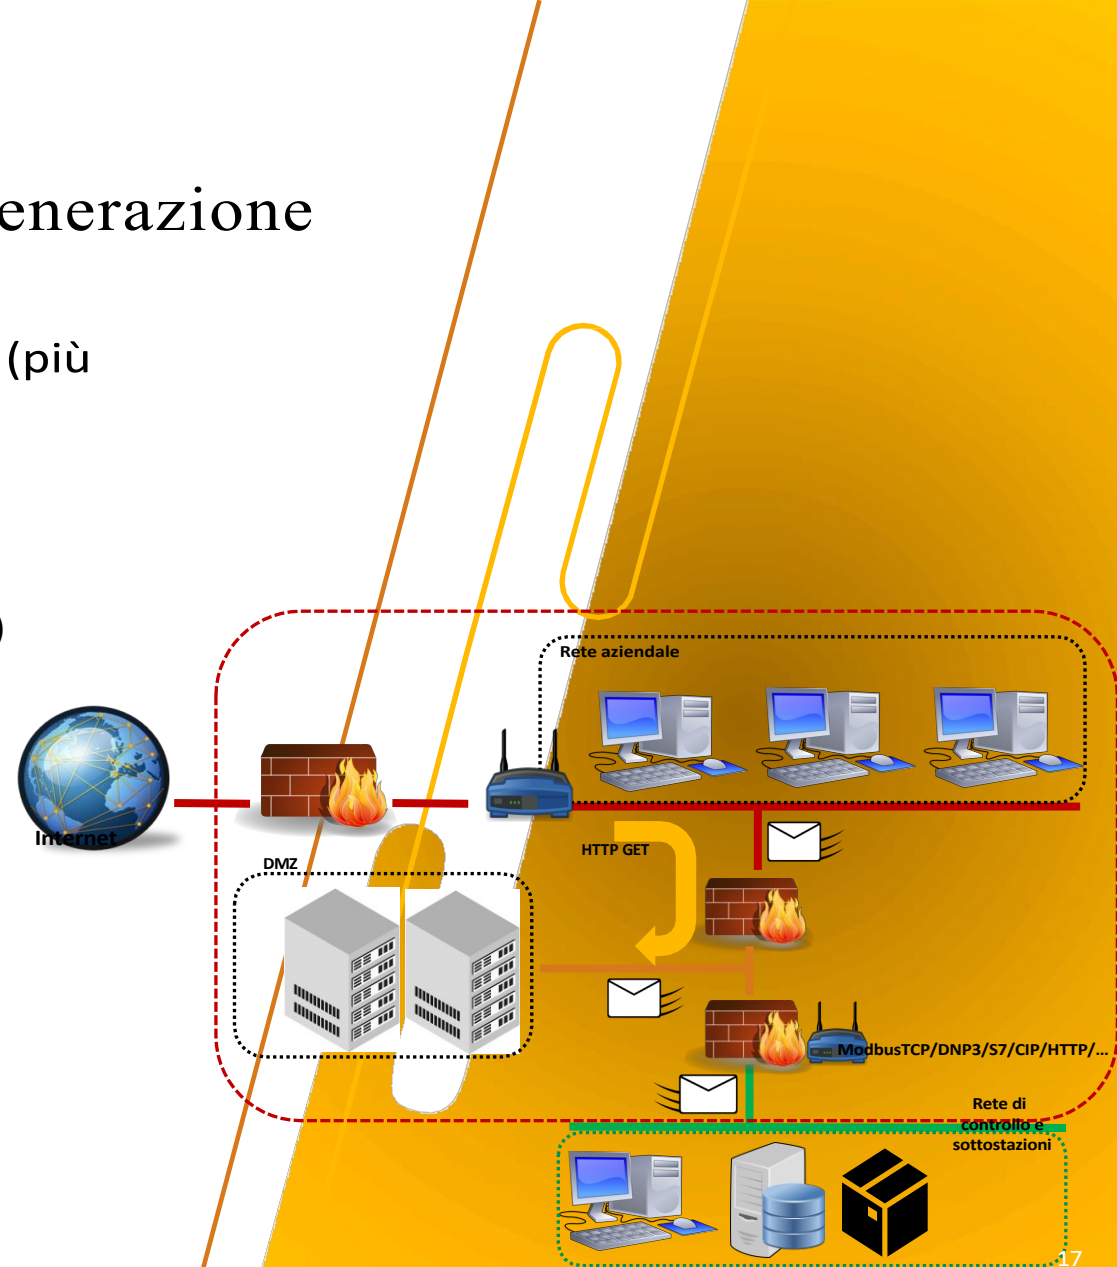 enerazione
(più
)
Rete aziendale
Internet
HTTP GET
DMZ
ModbusTCP/DNP3/S7/CIP/HTTP/...
Rete di
controllo e
sottostazioni
17